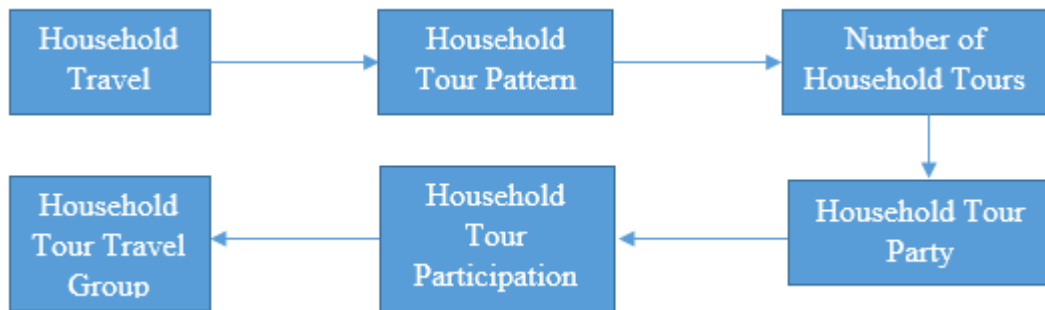 Household
Travel
Household
Tour Pattern
Number of
Household Tours
Household Tour
Party
Household
Tour
Participation
Household
Tour Travel
Group